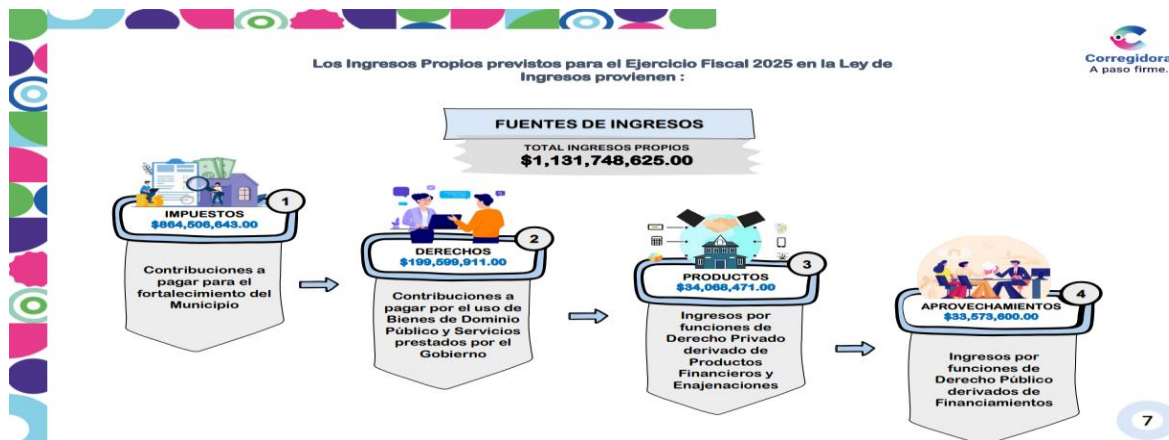 Corregidora
A paso firme.
Los Ingresos Propios previstos para el Ejercicio Fiscal 2025 en la Ley de
Ingresos provienen :
FUENTES DE INGRESOS
TOTAL INGRESOS PROPIOS
$1,131,748,625.00
1
IMPUESTOS
$864,506,643.00
Contribuciones a
pagar para el
fortalecimiento del
Municipio
2
DERECHOS
$199,599,911.00
Contribuciones a
pagar por el uso de
Bienes de Dominio
Público y Servicios
prestados por el
Gobierno
3
PRODUCTOS
$34,068,471.00
Ingresos por
funciones de
Derecho Privado
derivado de
Productos
Financieros y
Enajenaciones
4
APROVECHAMIENTOS
$33,573,600.00
Ingresos por
funciones de
Derecho Público
derivados de
Financiamientos
7